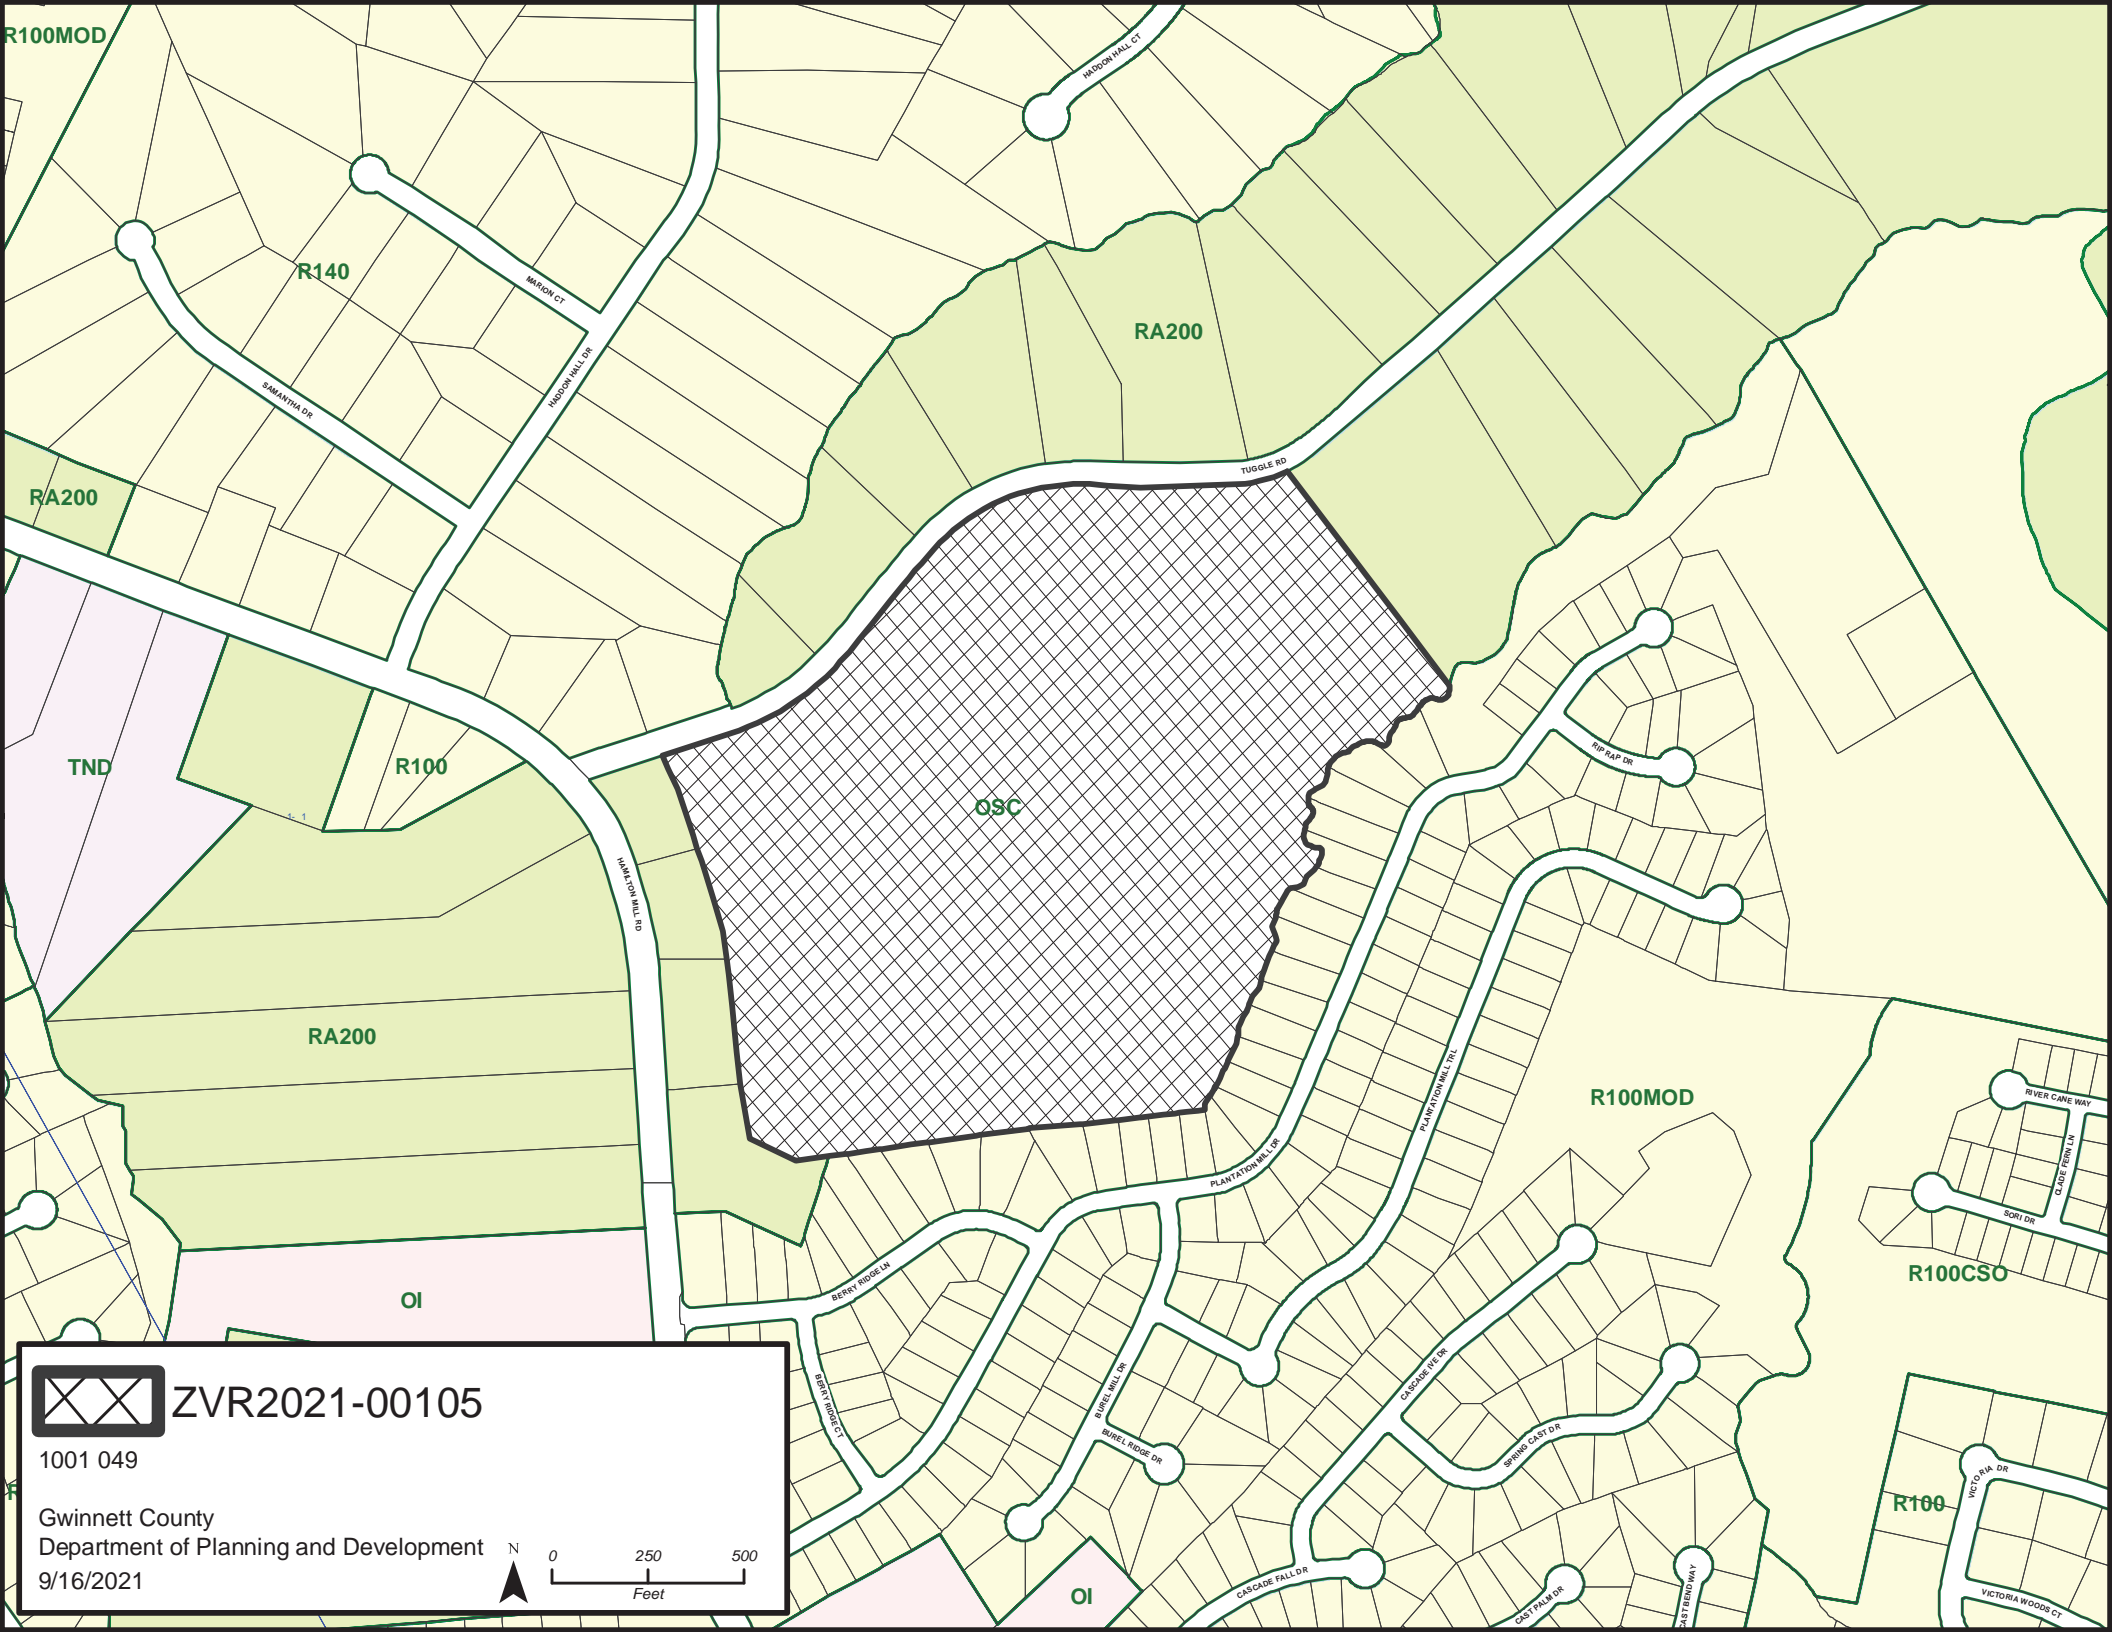 R100MOD
HADDON HALL CT
R140
MARION CT
RA200
HADDON HALL DR
SAMANTHA DR
TUGGLE RD
RA200
RIP RAP DR
TND
R100
OSC
HAMILTON MILL RD
RA200
PLANTATION MILL TRL
R100MOD
RIVER CANE WAY
CLADE FERN LN
PLANTATION MILL DR
SORI DR
R100CSO
BERRY RIDGE LN
OI
CASCADE IVE DR
BERRY RIDGE CT
BUREL MILL DR
BUREL RIDGE DR
SPRING CAST DR
VICTORIA DR
R100
CASCADE FALL DR
OI
CAST PALM DR
CAST BEND WAY
VICTORIA WOODS CT
ZVR2021-00105
1001 049
Gwinnett County
Department of Planning and Development
9/16/2021
N
0 250 500
Feet